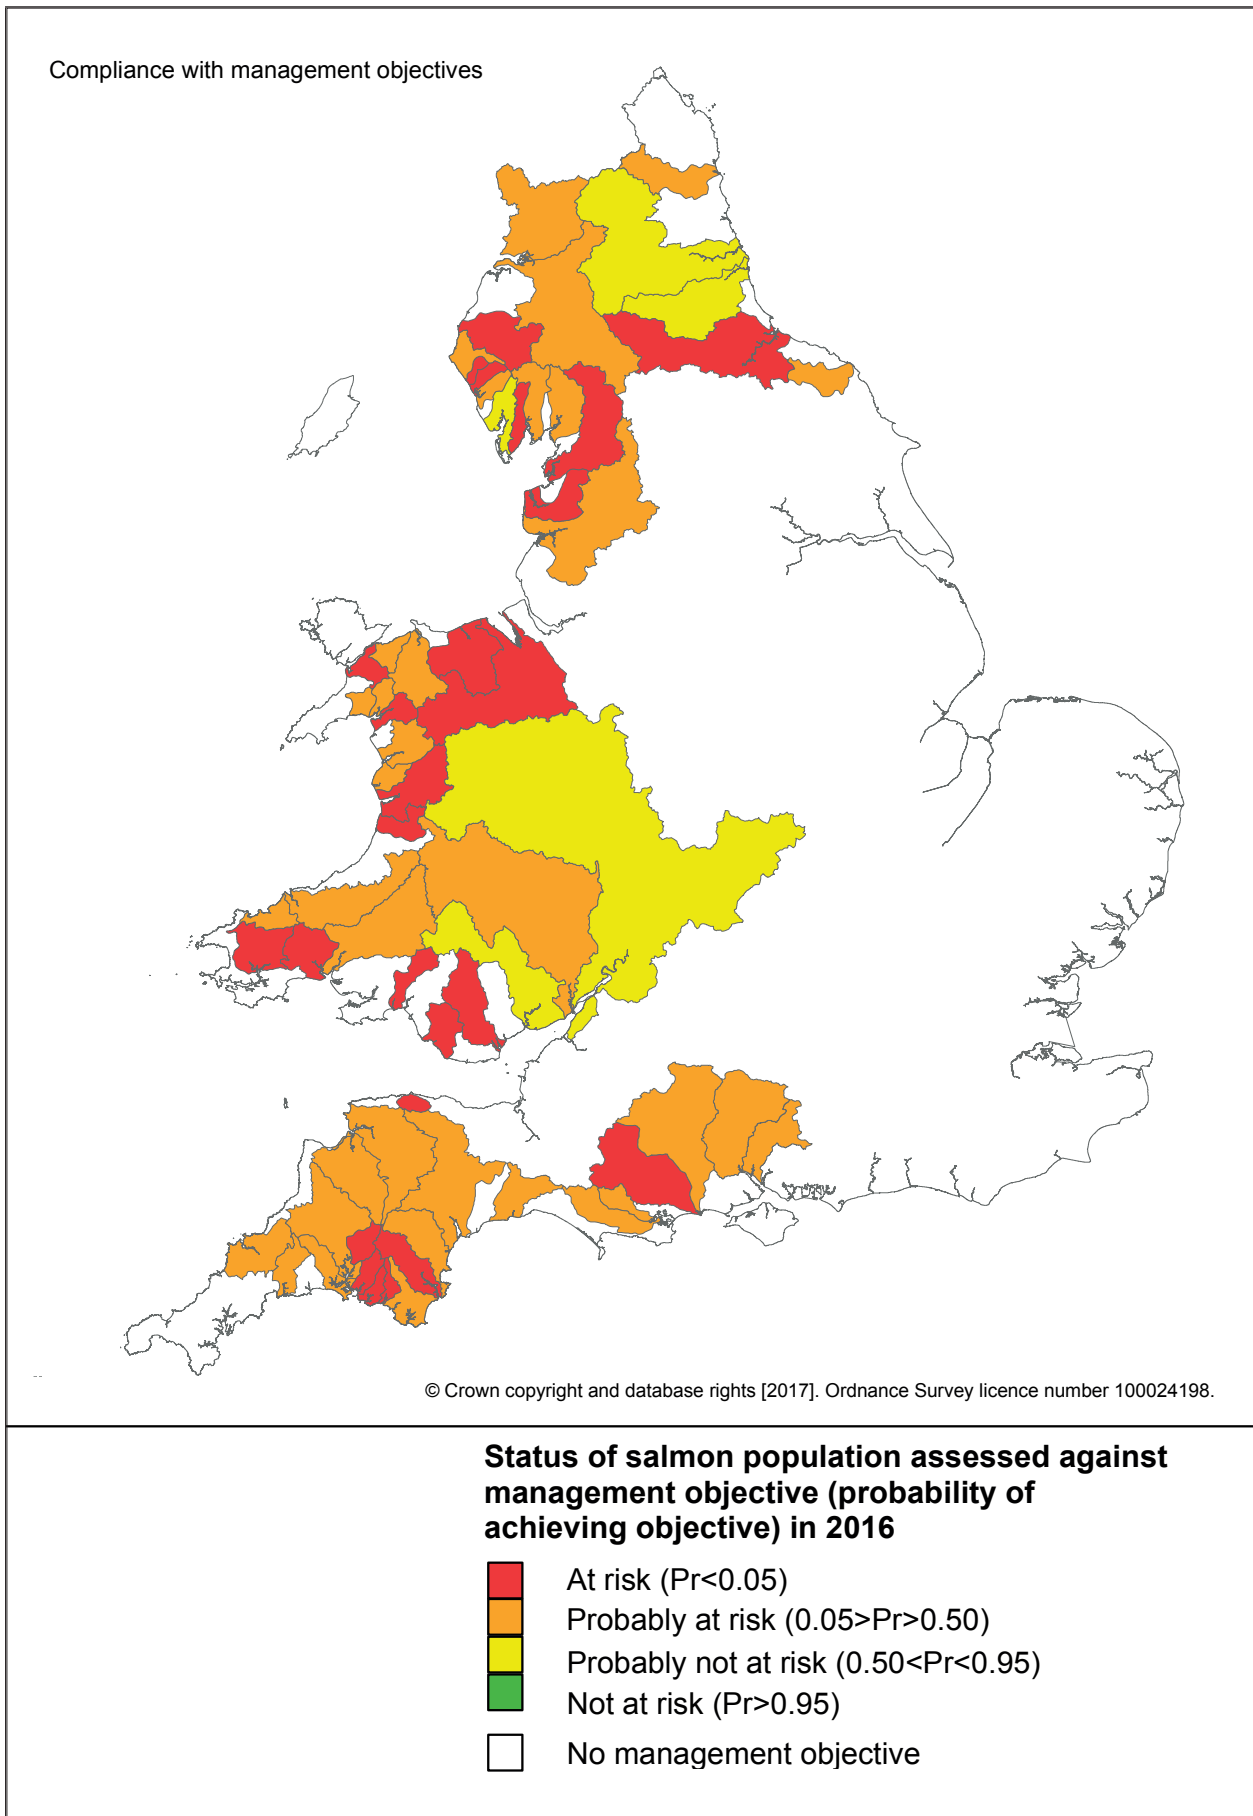 Compliance with management objectives
© Crown copyright and database rights [2017]. Ordnance Survey licence number 100024198.
Status of salmon population assessed against
management objective (probability of
achieving objective) in 2016
At risk (Pr<0.05)
Probably at risk (0.05>Pr>0.50)
Probably not at risk (0.50<Pr<0.95)
Not at risk (Pr>0.95)
No management objective